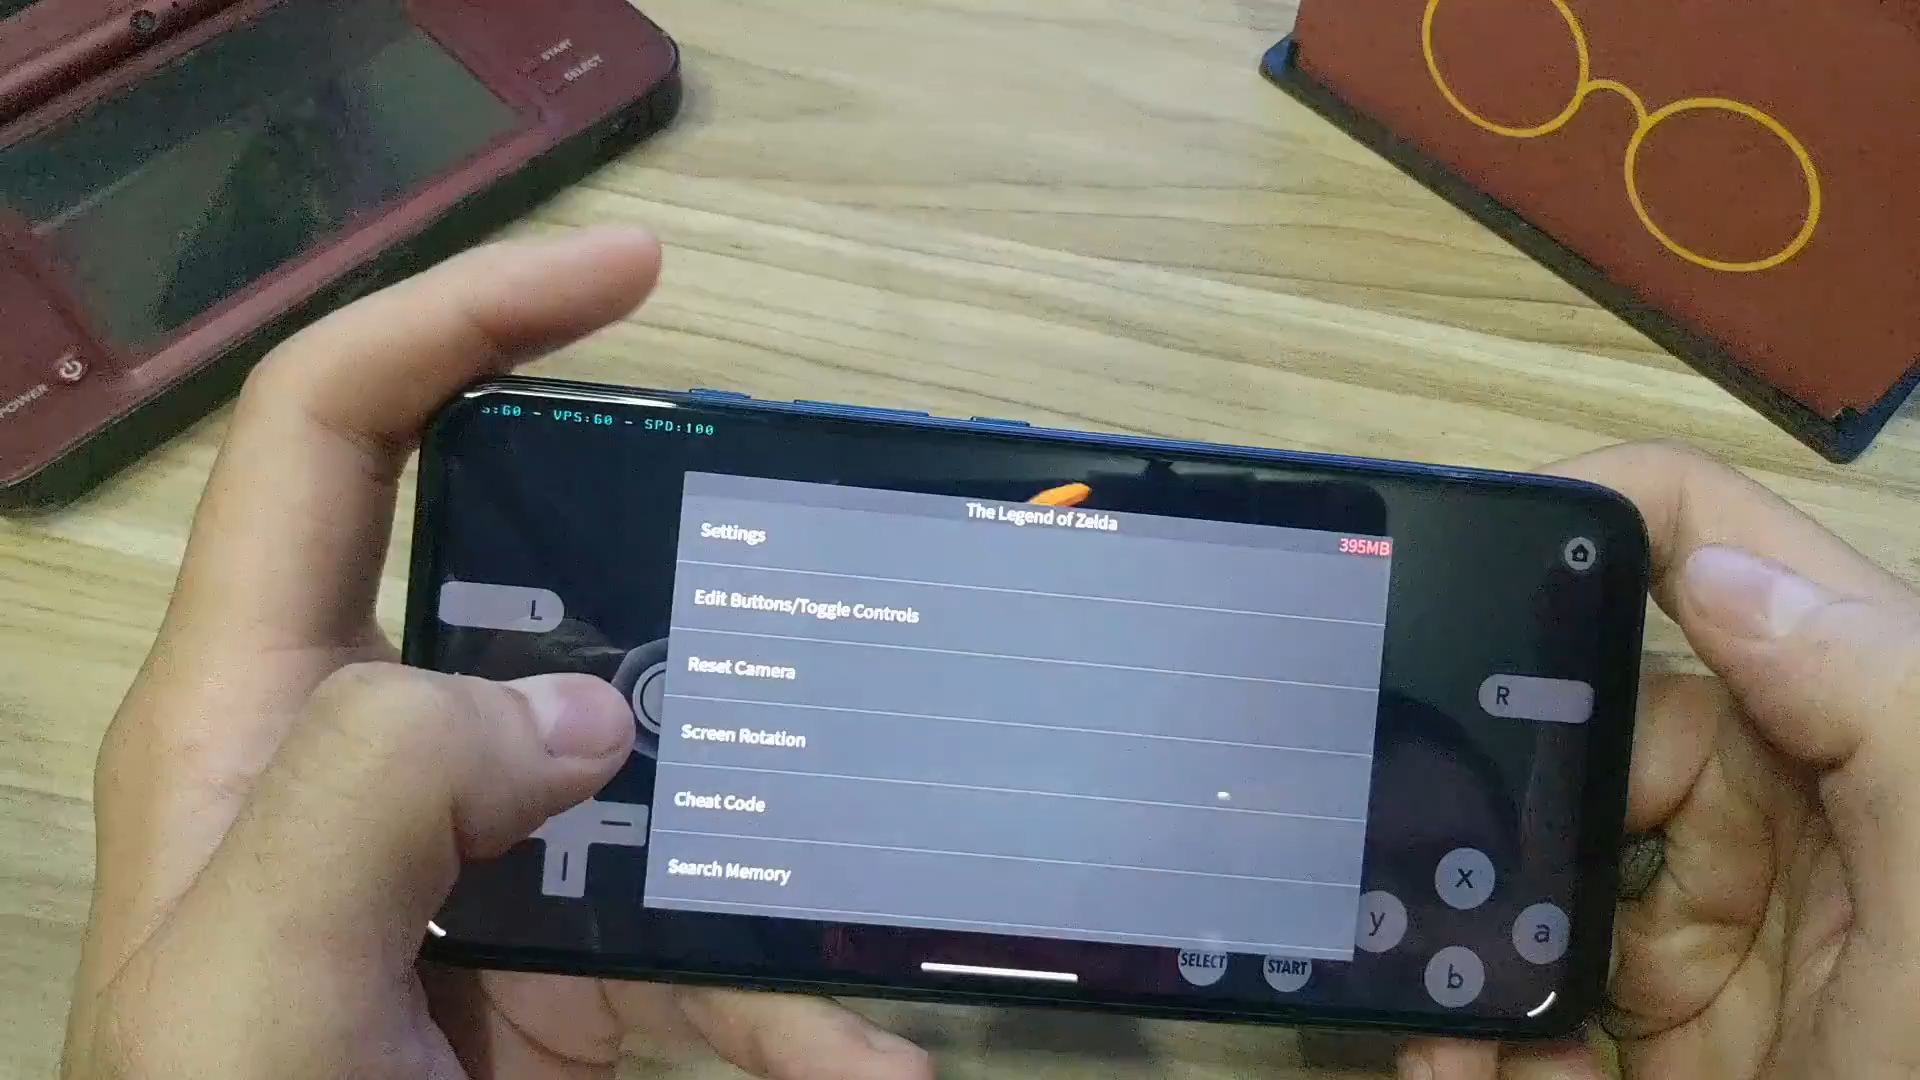 START
SELECT
POWER
S:60 - VPS:60 - SPD:100
The Legend of Zelda
395MB
Settings
Edit Buttons/Toggle Controls
Reset Camera
Screen Rotation
Cheat Code
Search Memory
L
R
x
y
a
b
SELECT
START